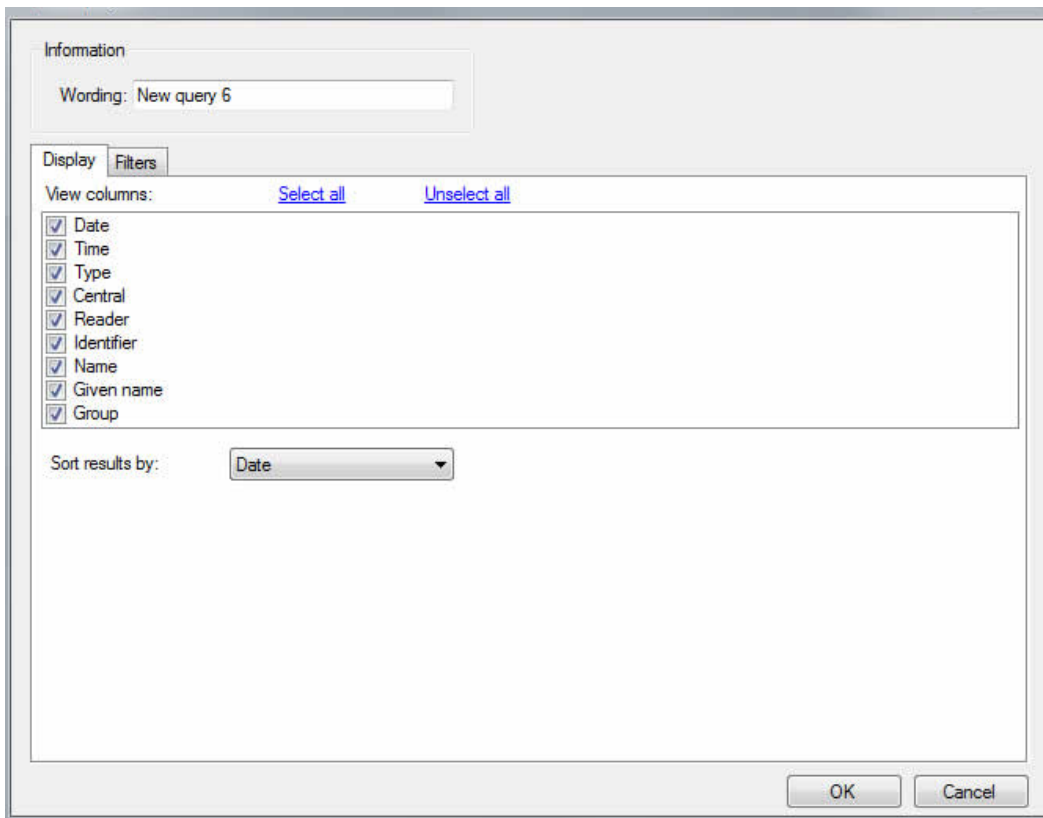 Information
Wording: New query 6
Display Filters
View columns: Select all Unselect all
Date
Time
Type
Central
Reader
Identifier
Name
Given name
Group
Sort results by: Date
OK Cancel